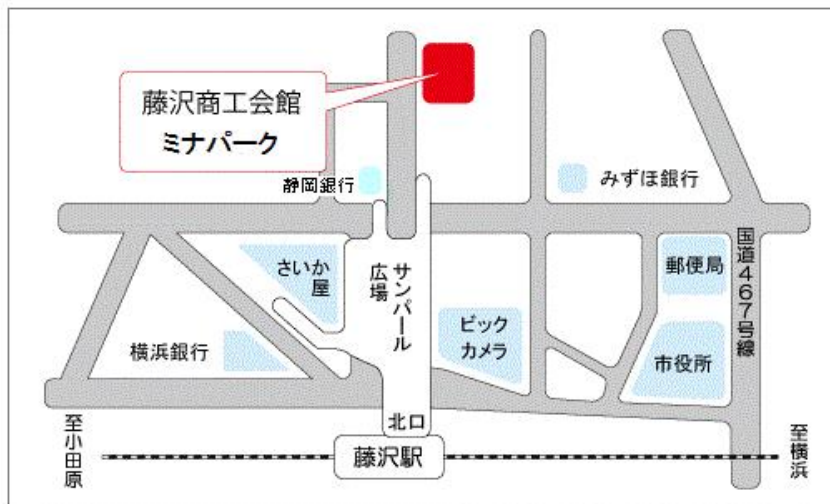 藤沢商工会館
ミナパーク
静岡銀行
みずほ銀行
さいか
屋
サンパール
広場
ビック
カメラ
郵便局
国道467号線
横浜銀行
市役所
北口
至小田原
藤沢駅
至横浜